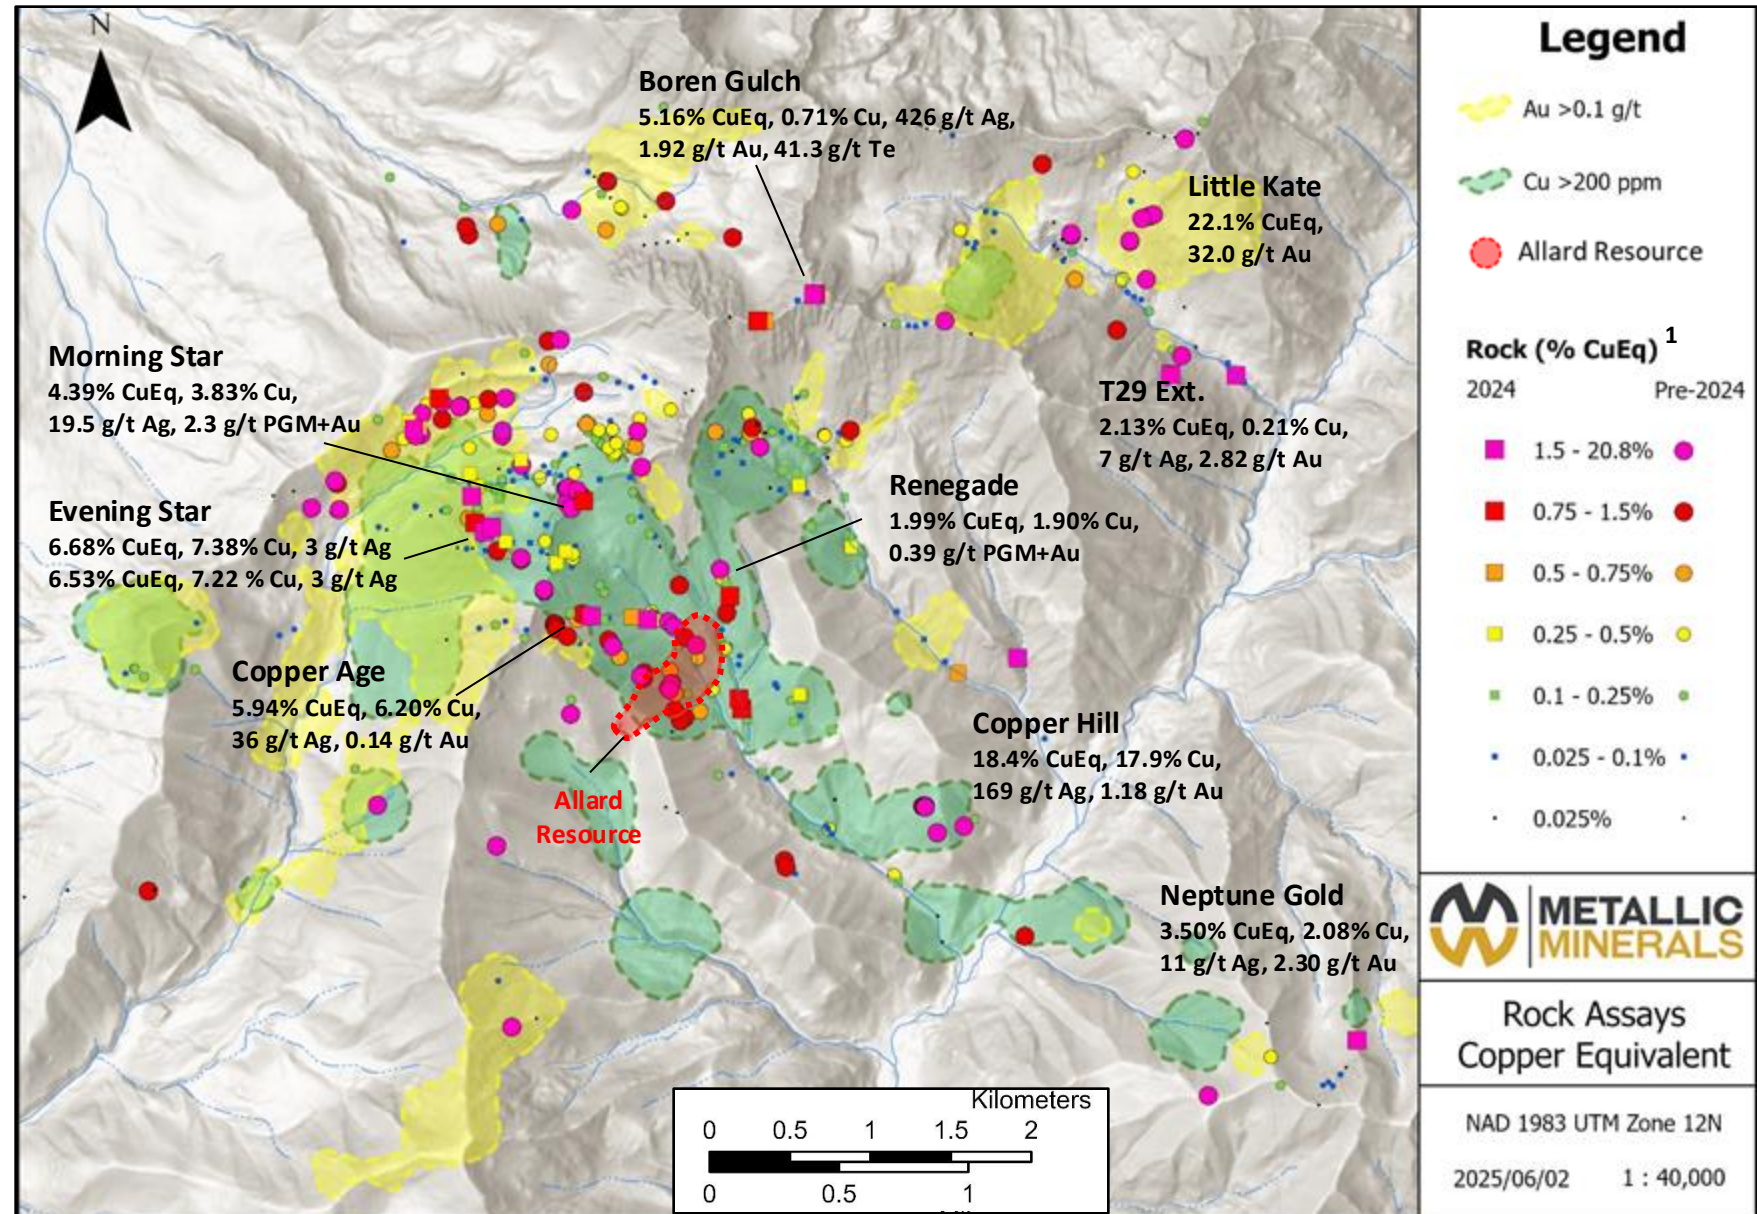 N
Boren Gulch
5.16% CuEq, 0.71% Cu, 426 g/t Ag,
1.92 g/t Au, 41.3 g/t Te
Little Kate
22.1% CuEq,
32.0 g/t Au
Morning Star
4.39% CuEq, 3.83% Cu,
19.5 g/t Ag, 2.3 g/t PGM+Au
T29 Ext.
2.13% CuEq, 0.21% Cu,
7 g/t Ag, 2.82 g/t Au
Renegade
1.99% CuEq, 1.90% Cu,
0.39 g/t PGM+Au
Evening Star
6.68% CuEq, 7.38% Cu, 3 g/t Ag
6.53% CuEq, 7.22 % Cu, 3 g/t Ag
Copper Age
5.94% CuEq, 6.20% Cu,
36 g/t Ag, 0.14 g/t Au
Copper Hill
18.4% CuEq, 17.9% Cu,
169 g/t Ag, 1.18 g/t Au
Allard
Resource
Neptune Gold
3.50% CuEq, 2.08% Cu,
11 g/t Ag, 2.30 g/t Au
Kilometers
0 0.5 1 1.5 2
0 0.5 1
Legend
Au >0.1 g/t
Cu >200 ppm
Allard Resource
Rock (% CuEq) 1
2024 Pre-2024
1.5 - 20.8%
0.75 - 1.5%
0.5 - 0.75%
0.25 - 0.5%
0.1 - 0.25%
0.025 - 0.1%
0.025%
METALLIC
MINERALS
Rock Assays
Copper Equivalent
NAD 1983 UTM Zone 12N
2025/06/02 1 : 40,000